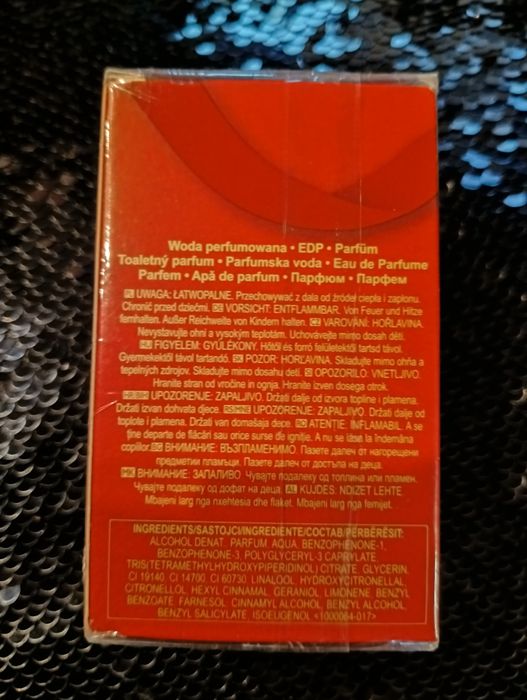 Woda perfumowana • EDP • Parfüm
Toaletný parfum • Parfumska voda • Eau de Parfume
Parfem • Apă de parfum • Парфюм • Парфем
PL UWAGA: ŁATWOPALNE. Przechowywać z dala od źródeł ciepła i zapłonu.
Chronić przed dziećmi. DE VORSICHT: ENTFLAMMBAR. Von Feuer und Hitze
fernhalten. Außer Reichweite von Kindern halten. CZ VAROVÁNÍ: HOŘLAVINA.
Nevystavujte ohni a vysokým teplotám. Uchovávejte mimo dosah dětí.
HU FIGYELEM: GYÚLÉKONY. Hőtől és forró felületektől tartsd távol.
Gyermekektől távol tartandó. SK POZOR: HORĽAVINA. Skladujte mimo ohňa a
tepelných zdrojov. Skladujte mimo dosahu detí. SI OPOZORILO: VNETLJIVO.
Hranite stran od vročine in ognja. Hranite izven dosega otrok.
HR/BIH UPOZORENJE: ZAPALJIVO. Držati dalje od izvora topline i plamena.
Držati izvan dohvata djece. RS/MNE UPOZORENJE: ZAPALJIVO. Držati dalje od
toplote i plamena. Držati van domašaja dece. RO ATENȚIE: INFLAMABIL. A se
ține departe de flăcări sau orice surse de igniție. A nu se lăsa la îndemâna
copiilor. BG ВНИМАНИЕ: ВЪЗПЛАМЕНИМО. Пазете далеч от нагорещени
предметии пламъци. Пазете далеч от достъпа на деца.
MK ВНИМАНИЕ: ЗАПАЛИВО. Чувајте подалеку од топлина или пламен.
Чувајте подалеку од дофат на деца. AL KUJDES: NDIZET LEHTE.
Mbajeni larg nga nxehtësia dhe flaket. Mbajeni larg nga femijet.
INGREDIENTS/SASTOJCI/INGREDIENTE/СОСТАВ/PËRBËRËSIT:
ALCOHOL DENAT. PARFUM AQUA, BENZOPHENONE-1,
BENZOPHENONE-3, POLYGLYCERYL-3 CAPRYLATE,
TRIS(TETRAMETHYLHYDROXYPIPERIDINOL) CITRATE, GLYCERIN,
CI 19140, CI 14700, CI 60730, LINALOOL, HYDROXYCITRONELLAL,
CITRONELLOL, HEXYL CINNAMAL, GERANIOL, LIMONENE, BENZYL
BENZOATE, FARNESOL, CINNAMYL ALCOHOL, BENZYL ALCOHOL,
BENZYL SALICYLATE, ISOEUGENOL <1000064-017>